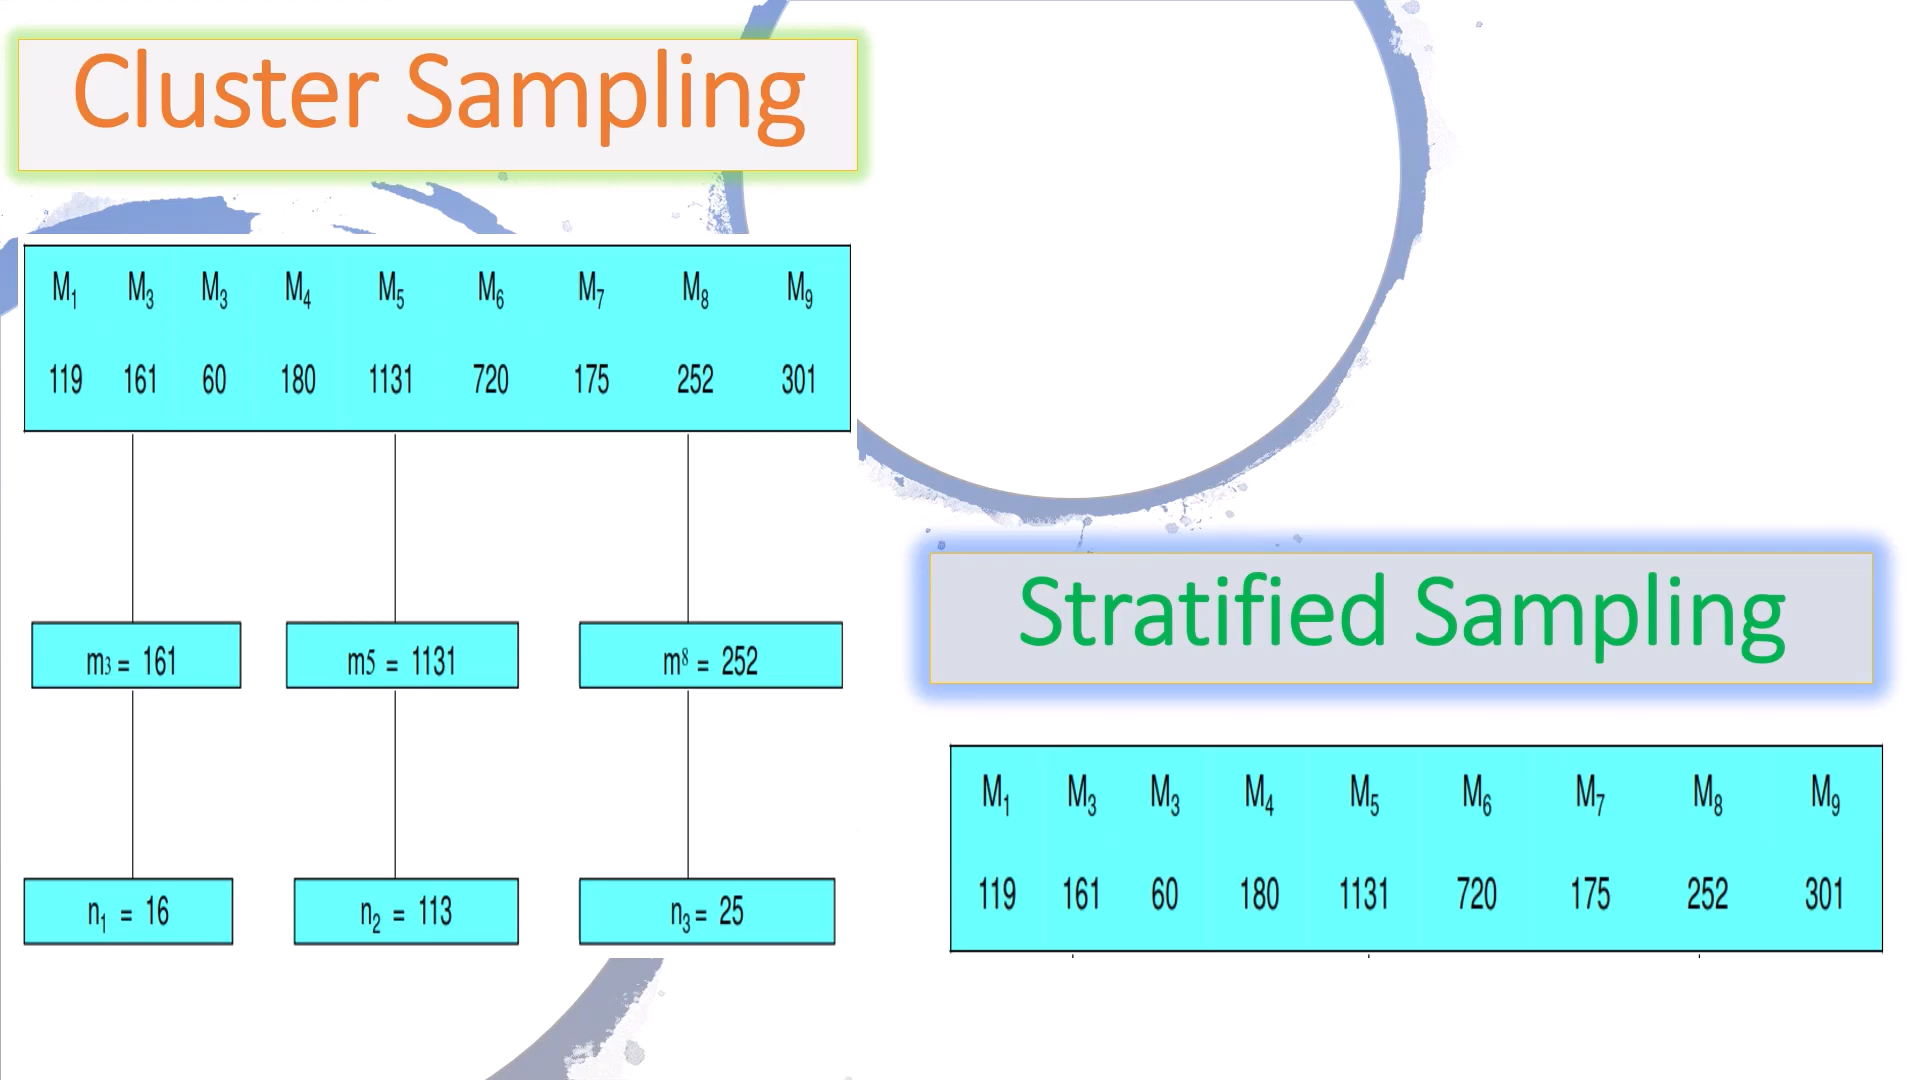 Cluster Sampling
M₁ M₃ M₃ M₄ M₅ M₆ M₇ M₈ M₉
119 161 60 180 1131 720 175 252 301
m3 = 161 m5 = 1131 m⁸ = 252
n₁ = 16 n₂ = 113 n₃ = 25
Stratified Sampling
M₁ M₃ M₃ M₄ M₅ M₆ M₇ M₈ M₉
119 161 60 180 1131 720 175 252 301